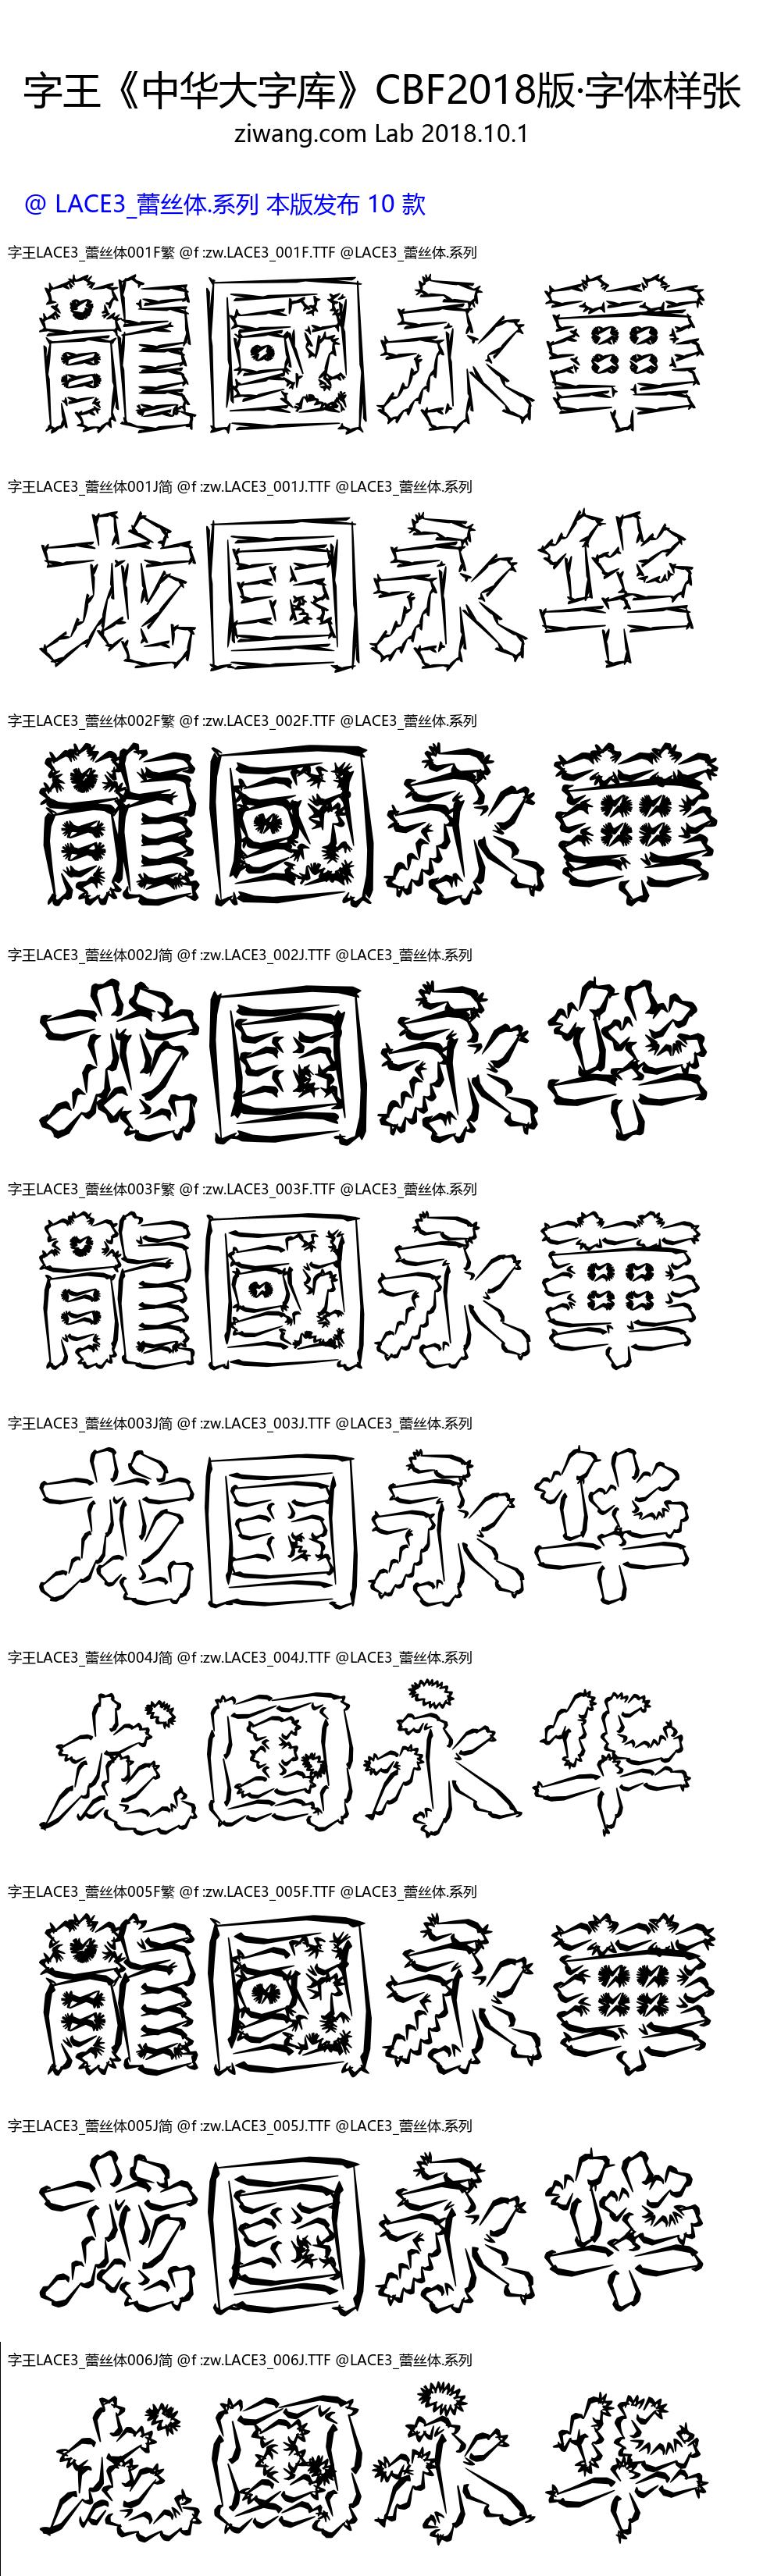 字王《中华大字库》CBF2018版·字体样张
ziwang.com Lab 2018.10.1
@ LACE3_蕾丝体.系列 本版发布 10 款
字王LACE3_蕾丝体001F繁 @f :zw.LACE3_001F.TTF @LACE3_蕾丝体.系列
龍國永華
字王LACE3_蕾丝体001J简 @f :zw.LACE3_001J.TTF @LACE3_蕾丝体.系列
龙国永华
字王LACE3_蕾丝体002F繁 @f :zw.LACE3_002F.TTF @LACE3_蕾丝体.系列
龍國永華
字王LACE3_蕾丝体002J简 @f :zw.LACE3_002J.TTF @LACE3_蕾丝体.系列
龙国永华
字王LACE3_蕾丝体003F繁 @f :zw.LACE3_003F.TTF @LACE3_蕾丝体.系列
龍國永華
字王LACE3_蕾丝体003J简 @f :zw.LACE3_003J.TTF @LACE3_蕾丝体.系列
龙国永华
字王LACE3_蕾丝体004J简 @f :zw.LACE3_004J.TTF @LACE3_蕾丝体.系列
龙国永华
字王LACE3_蕾丝体005F繁 @f :zw.LACE3_005F.TTF @LACE3_蕾丝体.系列
龍國永華
字王LACE3_蕾丝体005J简 @f :zw.LACE3_005J.TTF @LACE3_蕾丝体.系列
龙国永华
字王LACE3_蕾丝体006J简 @f :zw.LACE3_006J.TTF @LACE3_蕾丝体.系列
龙国永华